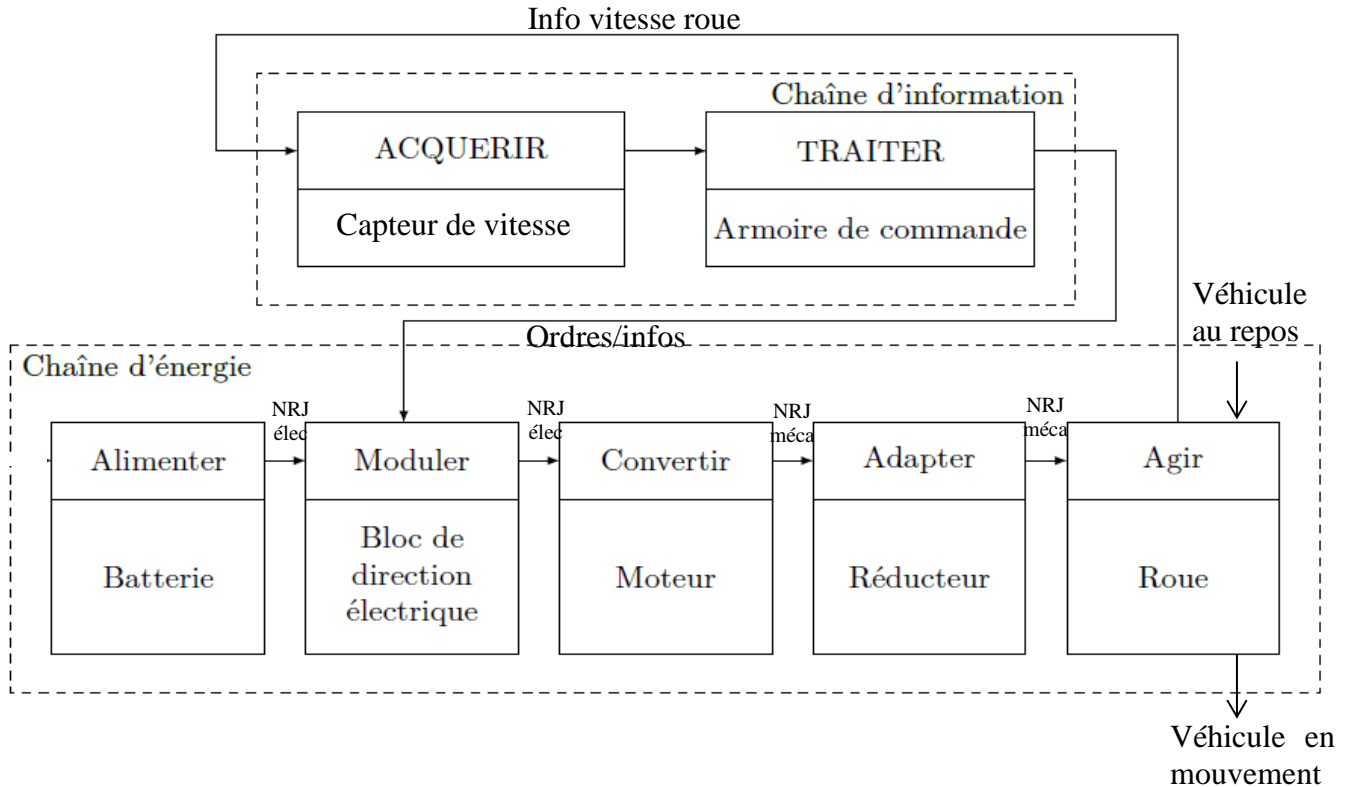 Info vitesse roue
Chaîne d'information
ACQUERIR
TRAITER
Capteur de vitesse
Armoire de commande
Véhicule
au repos
Ordres/infos
Chaîne d'énergie
NRJ
élec
NRJ
élec
NRJ
méca
NRJ
méca
Alimenter
Moduler
Convertir
Adapter
Agir
Batterie
Bloc de
direction
électrique
Moteur
Réducteur
Roue
Véhicule en
mouvement